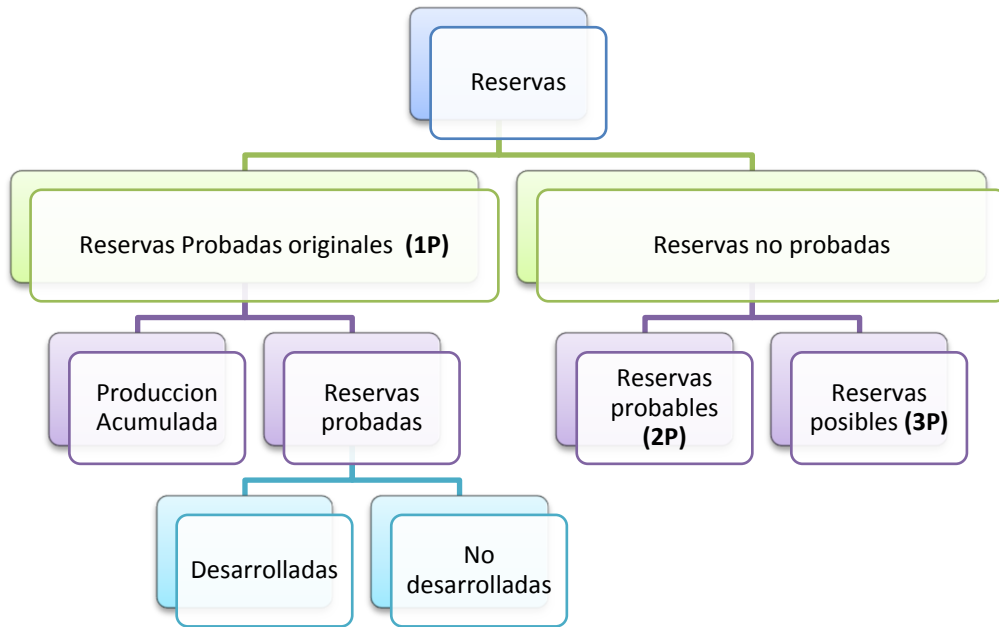 Reservas
Reservas Probadas originales (1P)
Reservas no probadas
Produccion
Acumulada
Reservas
probadas
Reservas
probables
(2P)
Reservas
posibles (3P)
Desarrolladas
No
desarrolladas